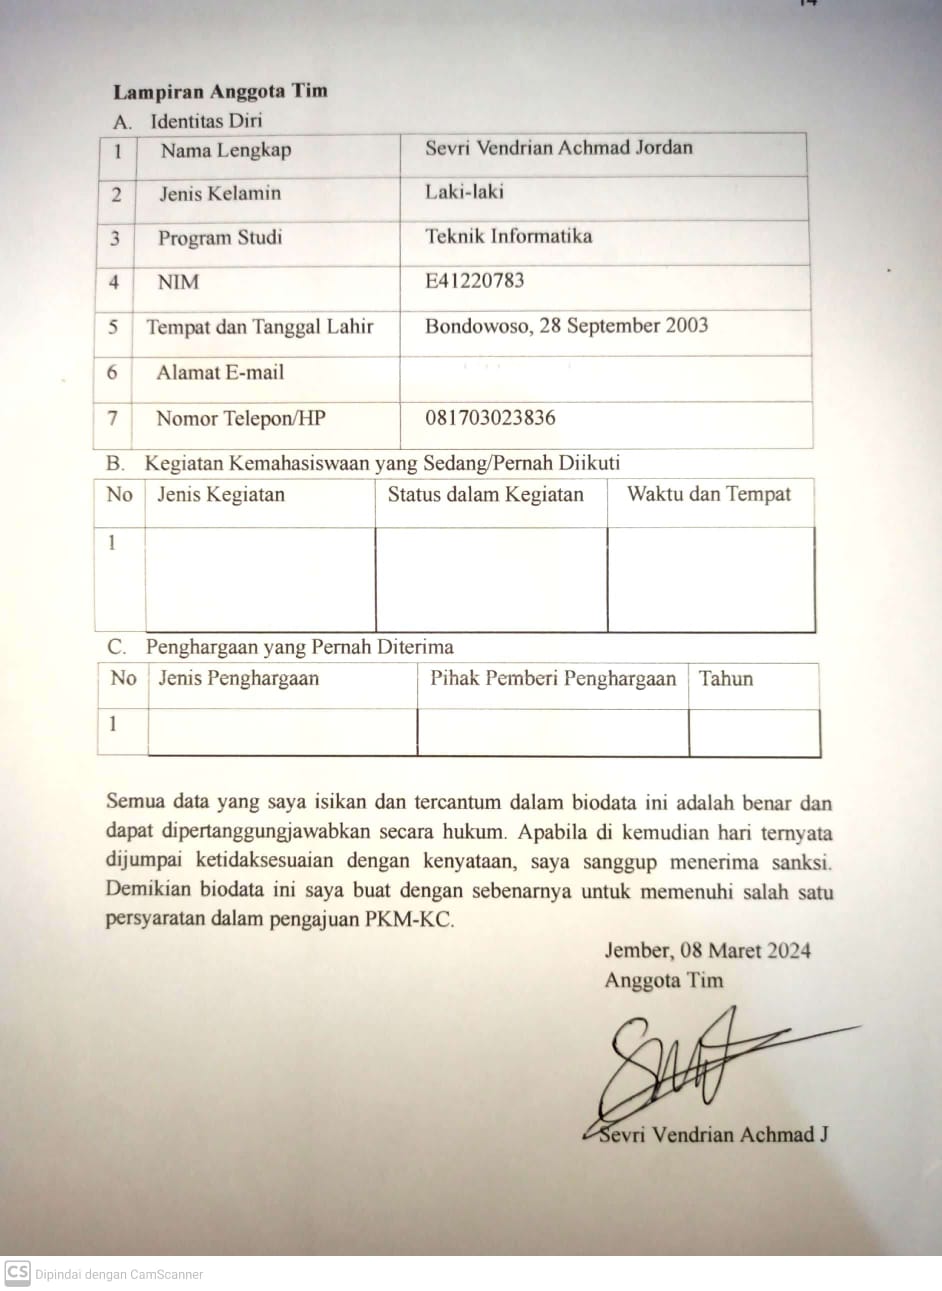 Lampiran Anggota Tim
A. Identitas Diri
1 Nama Lengkap Sevri Vendrian Achmad Jordan
2 Jenis Kelamin Laki-laki
3 Program Studi Teknik Informatika
4 NIM E41220783
5 Tempat dan Tanggal Lahir Bondowoso, 28 September 2003
6 Alamat E-mail
7 Nomor Telepon/HP 081703023836
B. Kegiatan Kemahasiswaan yang Sedang/Pernah Diikuti
No Jenis Kegiatan Status dalam Kegiatan Waktu dan Tempat
1
C. Penghargaan yang Pernah Diterima
No Jenis Penghargaan Pihak Pemberi Penghargaan Tahun
1
Semua data yang saya isikan dan tercantum dalam biodata ini adalah benar dan
dapat dipertanggungjawabkan secara hukum. Apabila di kemudian hari ternyata
dijumpai ketidaksesuaian dengan kenyataan, saya sanggup menerima sanksi.
Demikian biodata ini saya buat dengan sebenarnya untuk memenuhi salah satu
persyaratan dalam pengajuan PKM-KC.
Jember, 08 Maret 2024
Anggota Tim
Sevri Vendrian Achmad J
CS Dipindai dengan CamScanner